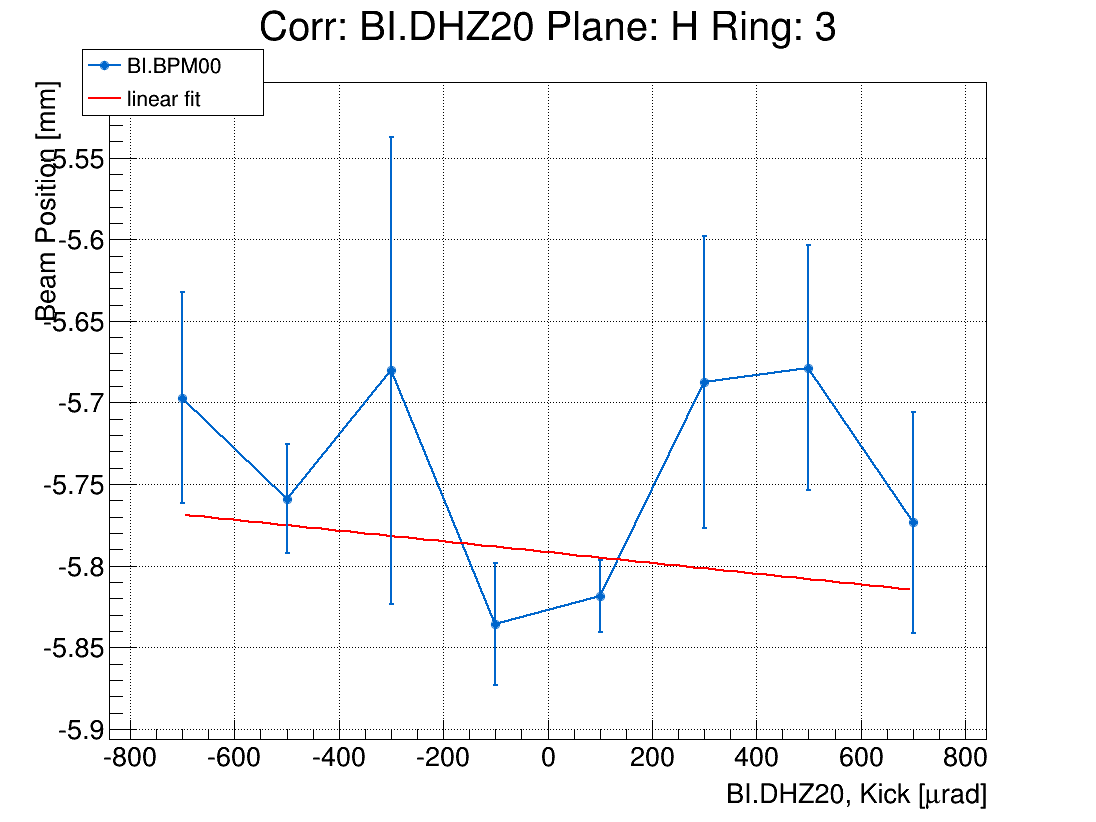 Corr: BI.DHZ20 Plane: H Ring: 3
BI.BPM00
linear fit
Beam Position [mm]
-5.55
-5.6
-5.65
-5.7
-5.75
-5.8
-5.85
-5.9
-800 -600 -400 -200 0 200 400 600 800
BI.DHZ20, Kick [μrad]